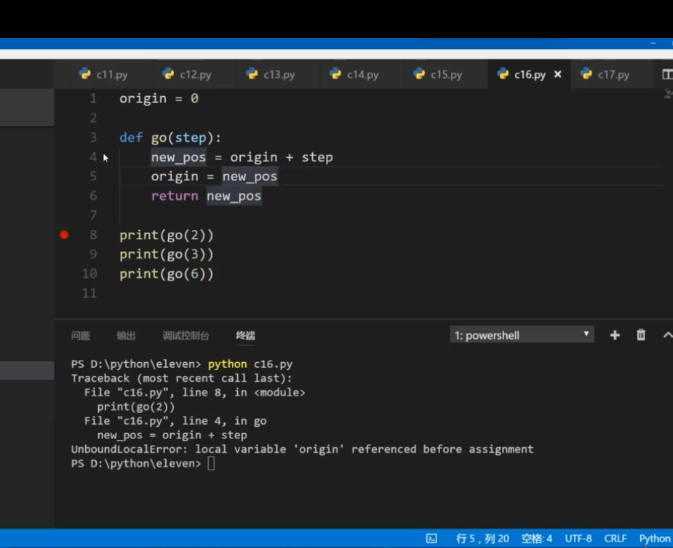 c11.py c12.py c13.py c14.py c15.py c16.py c17.py
1 origin = 0
2
3 def go(step):
4 new_pos = origin + step
5 origin = new_pos
6 return new_pos
7
8 print(go(2))
9 print(go(3))
10 print(go(6))
11
问题 输出 调试控制台 终端 1: powershell
PS D:\python\eleven> python c16.py
Traceback (most recent call last):
File "c16.py", line 8, in <module>
print(go(2))
File "c16.py", line 4, in go
new_pos = origin + step
UnboundLocalError: local variable 'origin' referenced before assignment
PS D:\python\eleven>
行 5，列 20 空格: 4 UTF-8 CRLF Python